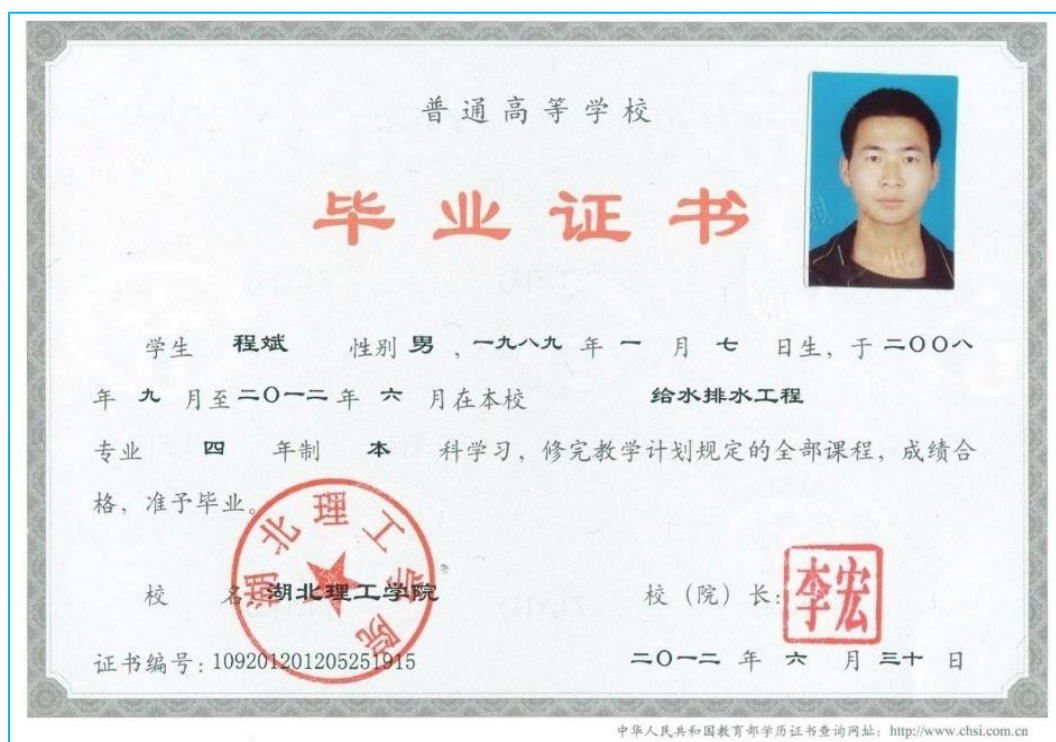 普通高等学校
毕业证书
学生 程斌 性别 男 ，一九八九 年 一 月 七 日生，于 二〇〇八
年 九 月至 二〇一二 年 六 月在本校 给水排水工程
专业 四 年制 本 科学习，修完教学计划规定的全部课程，成绩合
格，准予毕业。
湖北理工学院
校 名 湖北理工学院 校（院）长：李宏
证书编号：109201201205251915 二〇一二 年 六 月 三十 日
中华人民共和国教育部学历证书查询网址：http://www.chsi.com.cn